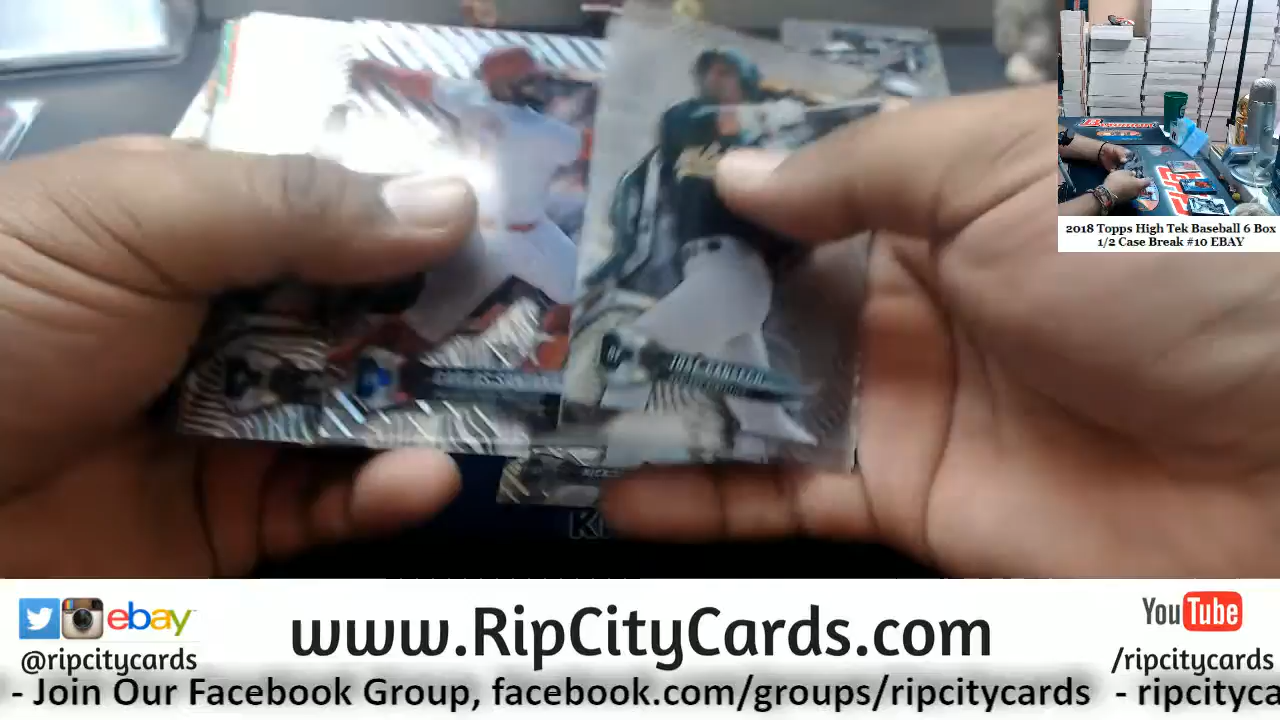 2018 Topps High Tek Baseball 6 Box
1/2 Case Break #10 EBAY
ebay
@ripcitycards
www.RipCityCards.com
YouTube
/ripcitycards
- Join Our Facebook Group, facebook.com/groups/ripcitycards - ripcityca